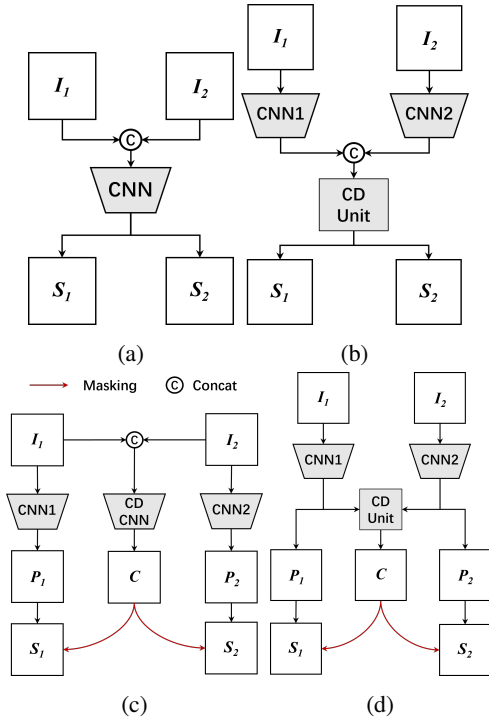 I1 I2
C
CNN
S1 S2
(a)
I1 I2
CNN1 CNN2
C
CD
Unit
S1 S2
(b)
Masking C Concat
I1 C I2
CNN1 CD
CNN CNN2
P1 C P2
S1 S2
(c)
I1 I2
CNN1 CNN2
CD
Unit
P1 C P2
S1 S2
(d)